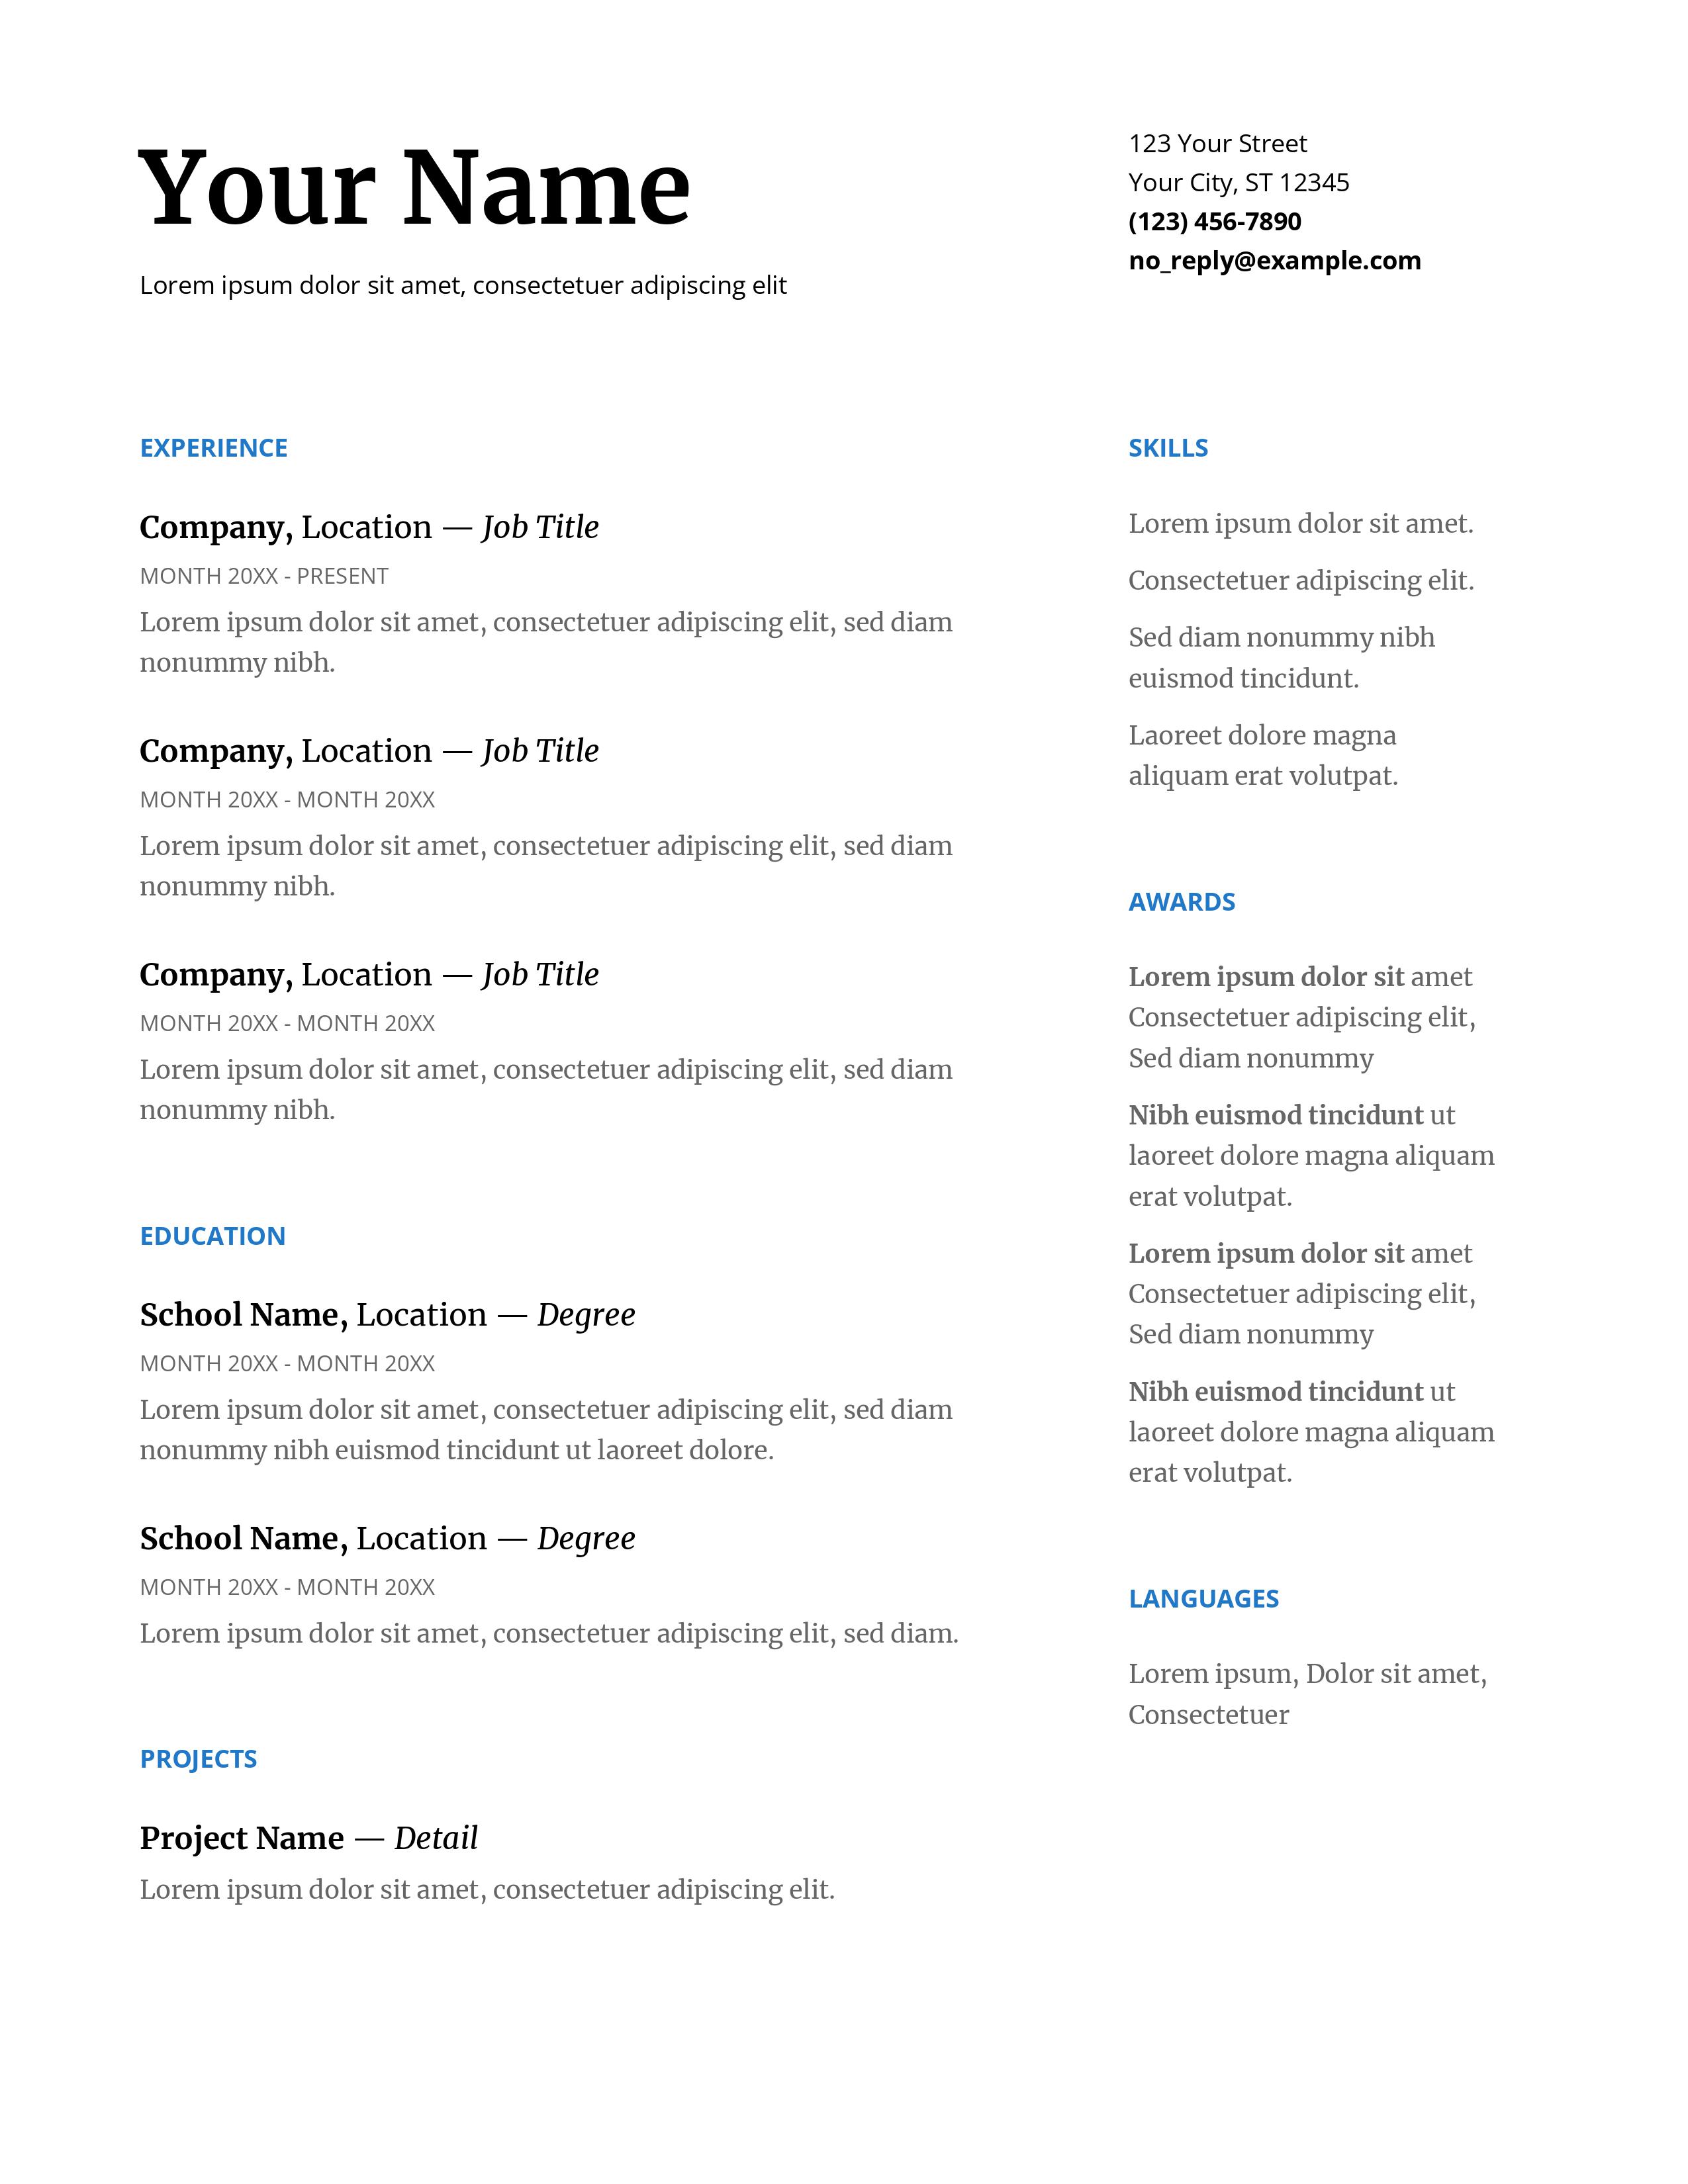 Your Name
Lorem ipsum dolor sit amet, consectetuer adipiscing elit
123 Your Street
Your City, ST 12345
(123) 456-7890
no_reply@example.com
EXPERIENCE
Company, Location — Job Title
MONTH 20XX - PRESENT
Lorem ipsum dolor sit amet, consectetuer adipiscing elit, sed diam
nonummy nibh.
Company, Location — Job Title
MONTH 20XX - MONTH 20XX
Lorem ipsum dolor sit amet, consectetuer adipiscing elit, sed diam
nonummy nibh.
Company, Location — Job Title
MONTH 20XX - MONTH 20XX
Lorem ipsum dolor sit amet, consectetuer adipiscing elit, sed diam
nonummy nibh.
EDUCATION
School Name, Location — Degree
MONTH 20XX - MONTH 20XX
Lorem ipsum dolor sit amet, consectetuer adipiscing elit, sed diam
nonummy nibh euismod tincidunt ut laoreet dolore.
School Name, Location — Degree
MONTH 20XX - MONTH 20XX
Lorem ipsum dolor sit amet, consectetuer adipiscing elit, sed diam.
PROJECTS
Project Name — Detail
Lorem ipsum dolor sit amet, consectetuer adipiscing elit.
SKILLS
Lorem ipsum dolor sit amet.
Consectetuer adipiscing elit.
Sed diam nonummy nibh
euismod tincidunt.
Laoreet dolore magna
aliquam erat volutpat.
AWARDS
Lorem ipsum dolor sit amet
Consectetuer adipiscing elit,
Sed diam nonummy
Nibh euismod tincidunt ut
laoreet dolore magna aliquam
erat volutpat.
Lorem ipsum dolor sit amet
Consectetuer adipiscing elit,
Sed diam nonummy
Nibh euismod tincidunt ut
laoreet dolore magna aliquam
erat volutpat.
LANGUAGES
Lorem ipsum, Dolor sit amet,
Consectetuer